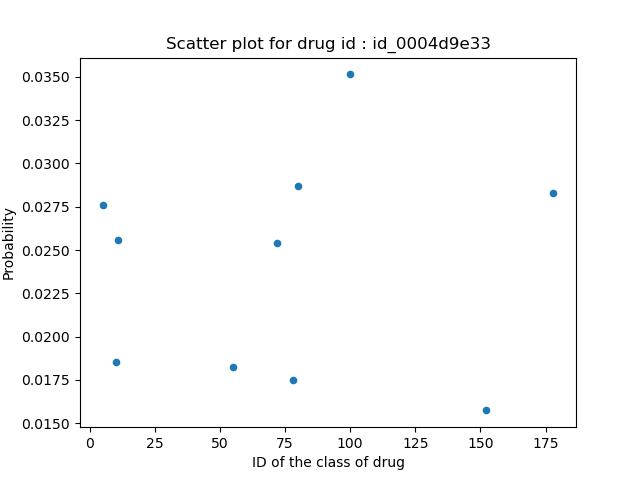 Scatter plot for drug id : id_0004d9e33
0.0350
0.0325
0.0300
0.0275
0.0250
0.0225
0.0200
0.0175
0.0150
Probability
0 25 50 75 100 125 150 175
ID of the class of drug